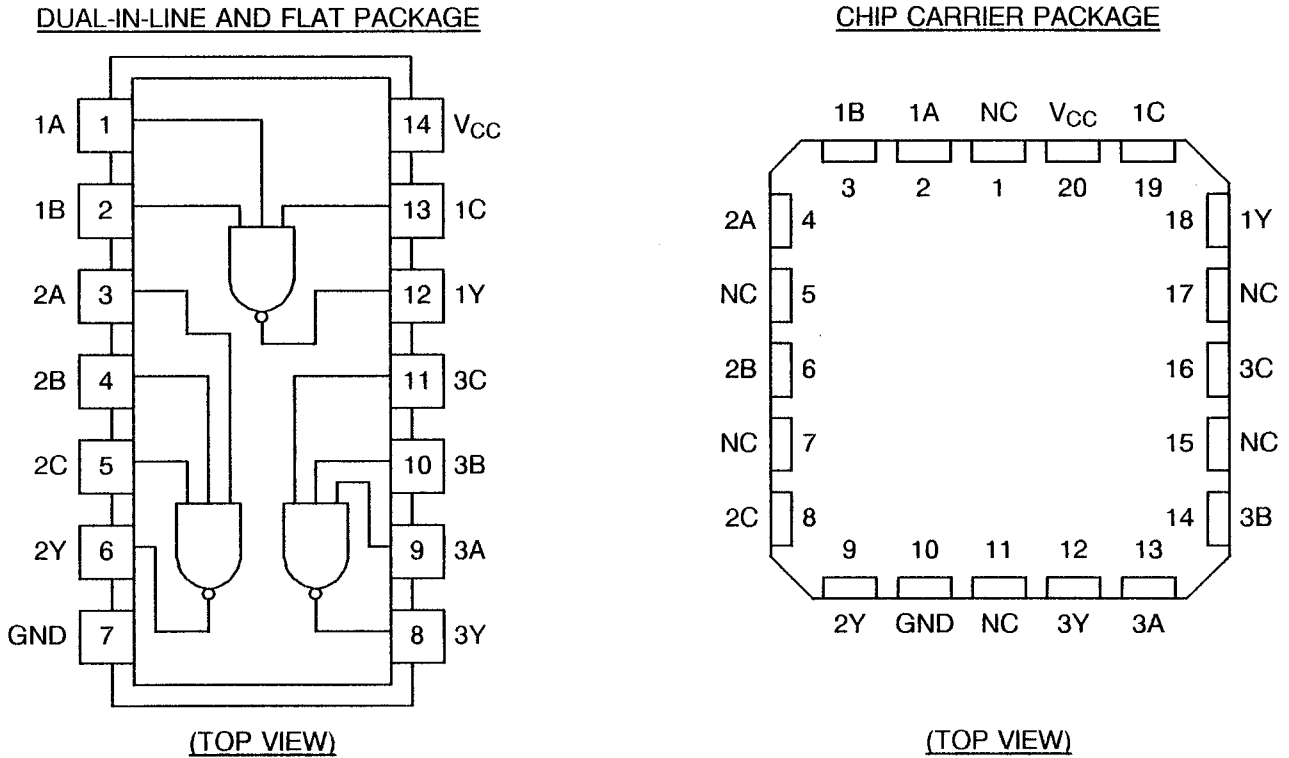 DUAL-IN-LINE AND FLAT PACKAGE
1A 1 14 VCC
1B 2 13 1C
2A 3 12 1Y
2B 4 11 3C
2C 5 10 3B
2Y 6 9 3A
GND 7 8 3Y
(TOP VIEW)
CHIP CARRIER PACKAGE
1B 1A NC VCC 1C
3 2 1 20 19
2A 4 18 1Y
NC 5 17 NC
2B 6 16 3C
NC 7 15 NC
2C 8 14 3B
9 10 11 12 13
2Y GND NC 3Y 3A
(TOP VIEW)